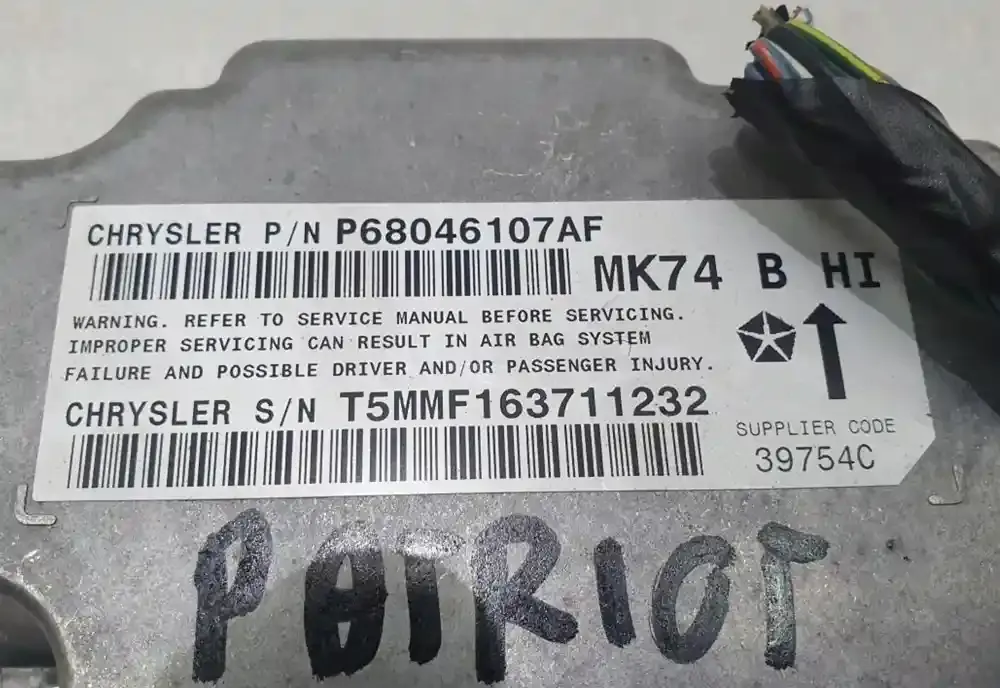 CHRYSLER P/N P68046107AF
MK74 B HI
WARNING. REFER TO SERVICE MANUAL BEFORE SERVICING.
IMPROPER SERVICING CAN RESULT IN AIR BAG SYSTEM
FAILURE AND POSSIBLE DRIVER AND/OR PASSENGER INJURY.
CHRYSLER S/N T5MMF163711232
SUPPLIER CODE
39754C
PATRIOT